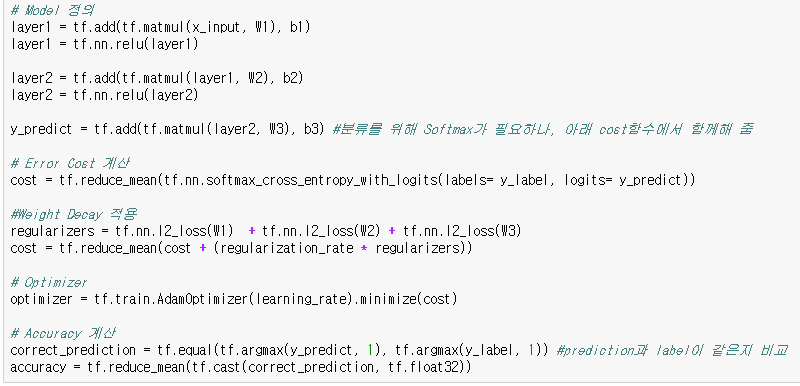 # Model 정의
layer1 = tf.add(tf.matmul(x_input, W1), b1)
layer1 = tf.nn.relu(layer1)
layer2 = tf.add(tf.matmul(layer1, W2), b2)
layer2 = tf.nn.relu(layer2)
y_predict = tf.add(tf.matmul(layer2, W3), b3) #분류를 위해 Softmax가 필요하나, 아래 cost함수에서 함께해 줌
# Error Cost 계산
cost = tf.reduce_mean(tf.nn.softmax_cross_entropy_with_logits(labels= y_label, logits= y_predict))
#Weight Decay 적용
regularizers = tf.nn.l2_loss(W1)  + tf.nn.l2_loss(W2) + tf.nn.l2_loss(W3)
cost = tf.reduce_mean(cost + (regularization_rate * regularizers))
# Optimizer
optimizer = tf.train.AdamOptimizer(learning_rate).minimize(cost)
# Accuracy 계산
correct_prediction = tf.equal(tf.argmax(y_predict, 1), tf.argmax(y_label, 1)) #prediction과 label이 같은지 비교
accuracy = tf.reduce_mean(tf.cast(correct_prediction, tf.float32))